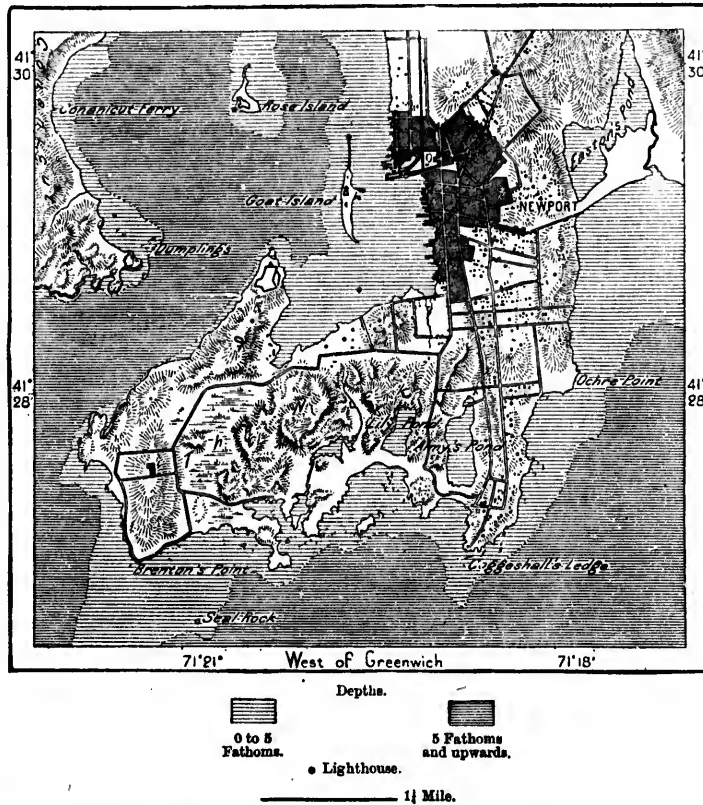 41°
30'
41°
30'
Conanicut-Ferry
Rose Island
Easton's Pond
Goat Island
NEWPORT
Dumplings
41°
28'
41°
28'
Ochre Point
Lily Pond
Brenton's Point
Coggeshall's Ledge
Seal Rock
71°21' West of Greenwich 71°18'
Depths.
0 to 5
Fathoms.
5 Fathoms
and upwards.
Lighthouse.
1¼ Mile.